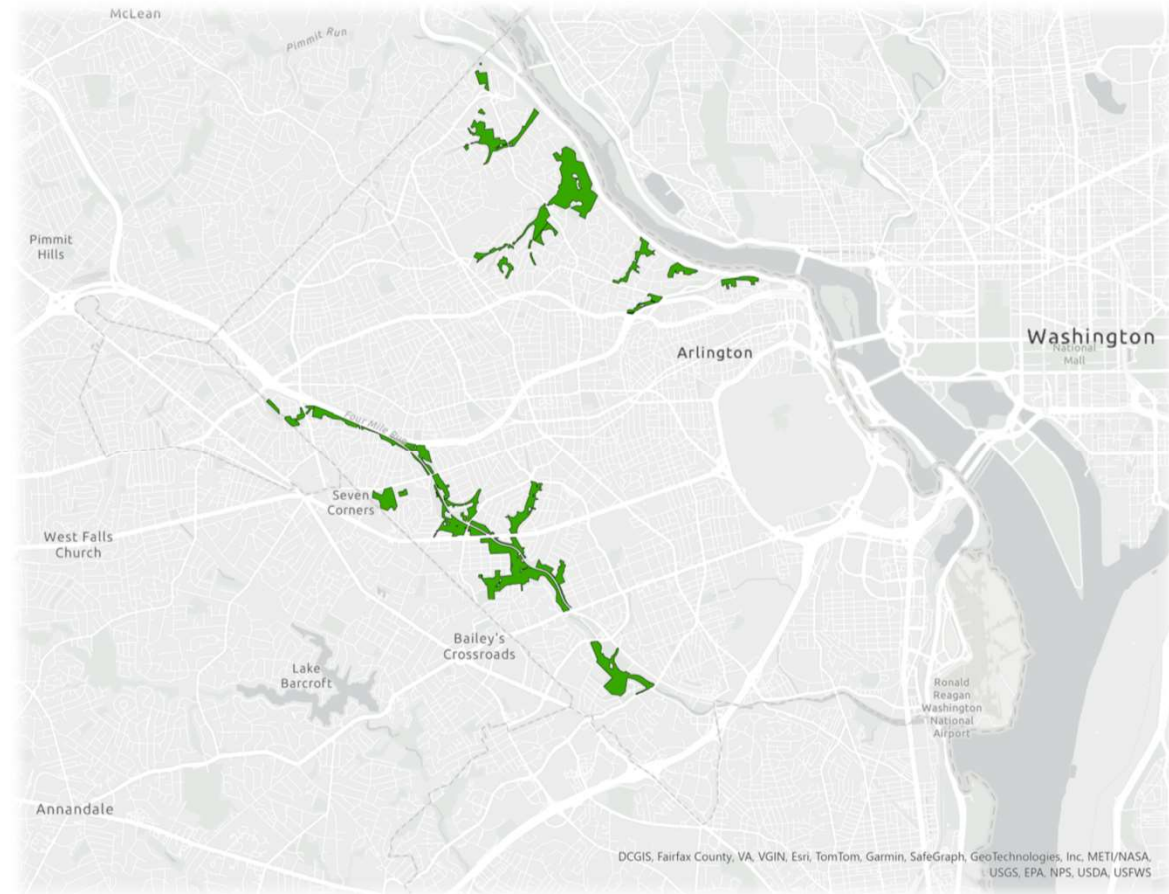 McLean
Pimmit Run
Pimmit
Hills
Washington
National
Mall
Arlington
Four Mile Run
Seven
Corners
West Falls
Church
Bailey's
Crossroads
Lake
Barcroft
Ronald
Reagan
Washington
National
Airport
Annandale
DCGIS, Fairfax County, VA, VGIN, Esri, TomTom, Garmin, SafeGraph, GeoTechnologies, Inc, METI/NASA,
USGS, EPA, NPS, USDA, USFWS